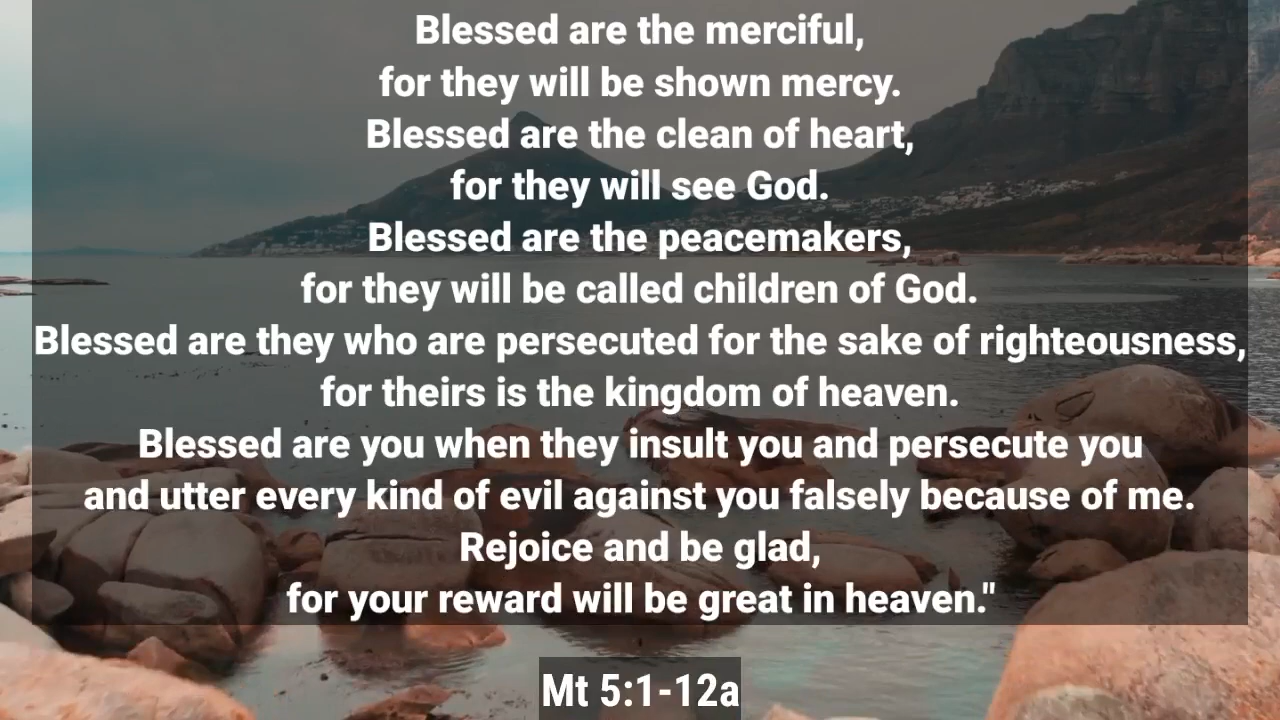 Blessed are the merciful,
for they will be shown mercy.
Blessed are the clean of heart,
for they will see God.
Blessed are the peacemakers,
for they will be called children of God.
Blessed are they who are persecuted for the sake of righteousness,
for theirs is the kingdom of heaven.
Blessed are you when they insult you and persecute you
and utter every kind of evil against you falsely because of me.
Rejoice and be glad,
for your reward will be great in heaven."
Mt 5:1-12a